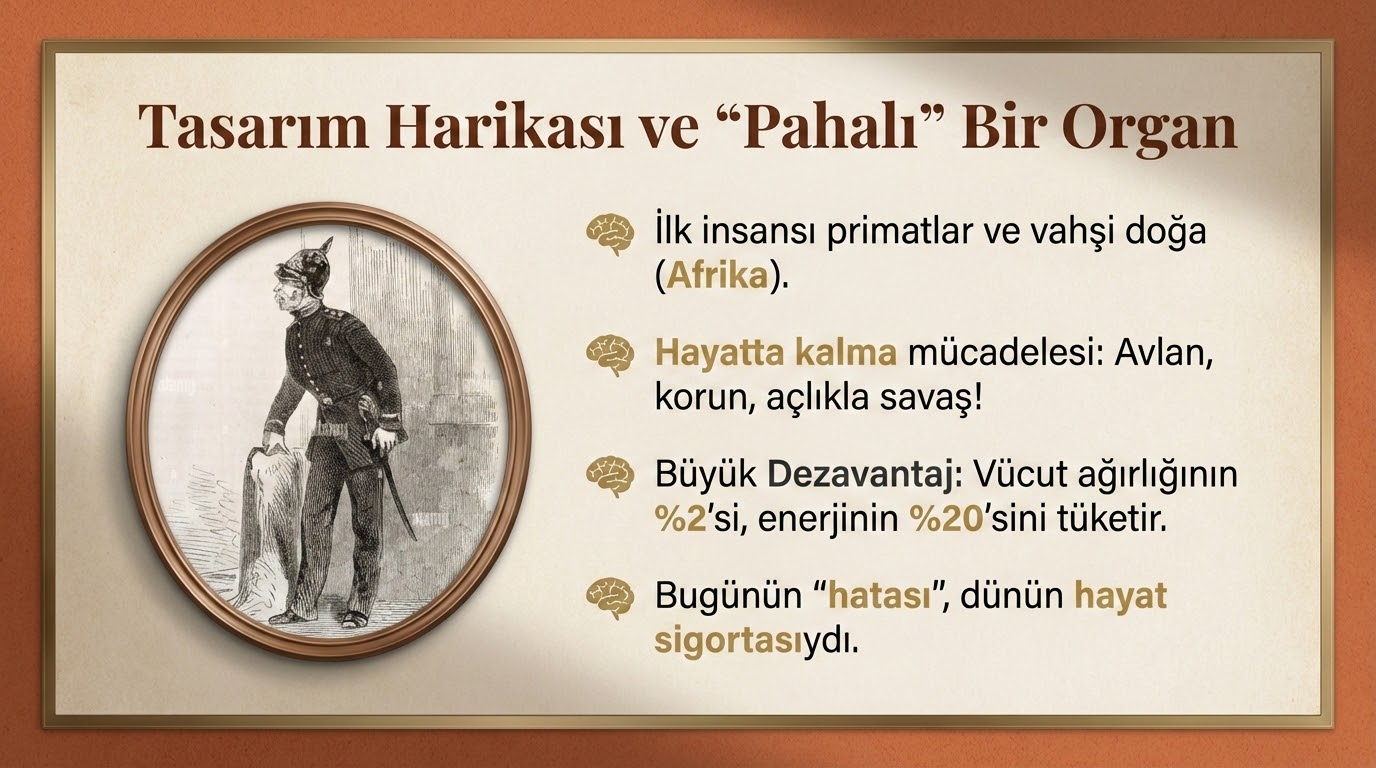 Tasarım Harikası ve “Pahalı” Bir Organ
İlk insansı primatlar ve vahşi doğa
(Afrika).
Hayatta kalma mücadelesi: Avlan,
korun, açlıkla savaş!
Büyük Dezavantaj: Vücut ağırlığının
%2’si, enerjinin %20’sini tüketir.
Bugünün “hatası”, dünün hayat
sigortasıydı.